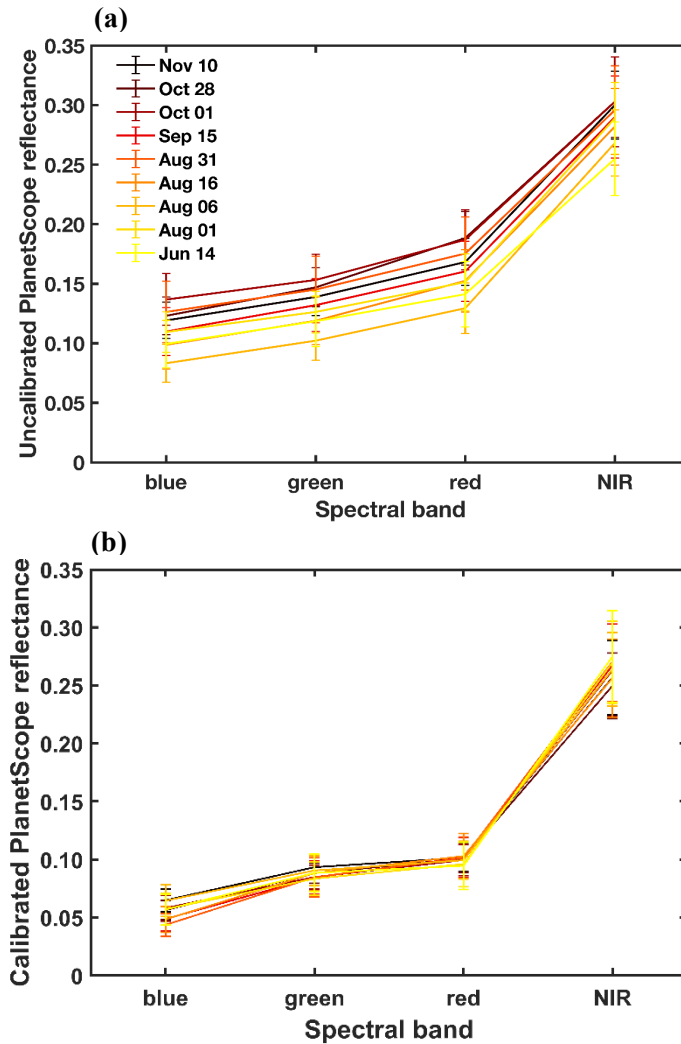 (a)
Uncalibrated PlanetScope reflectance
0.35
0.30
0.25
0.20
0.15
0.10
0.05
0
Nov 10
Oct 28
Oct 01
Sep 15
Aug 31
Aug 16
Aug 06
Aug 01
Jun 14
blue green red NIR
Spectral band
(b)
Calibrated PlanetScope reflectance
0.35
0.30
0.25
0.20
0.15
0.10
0.05
0
blue green red NIR
Spectral band